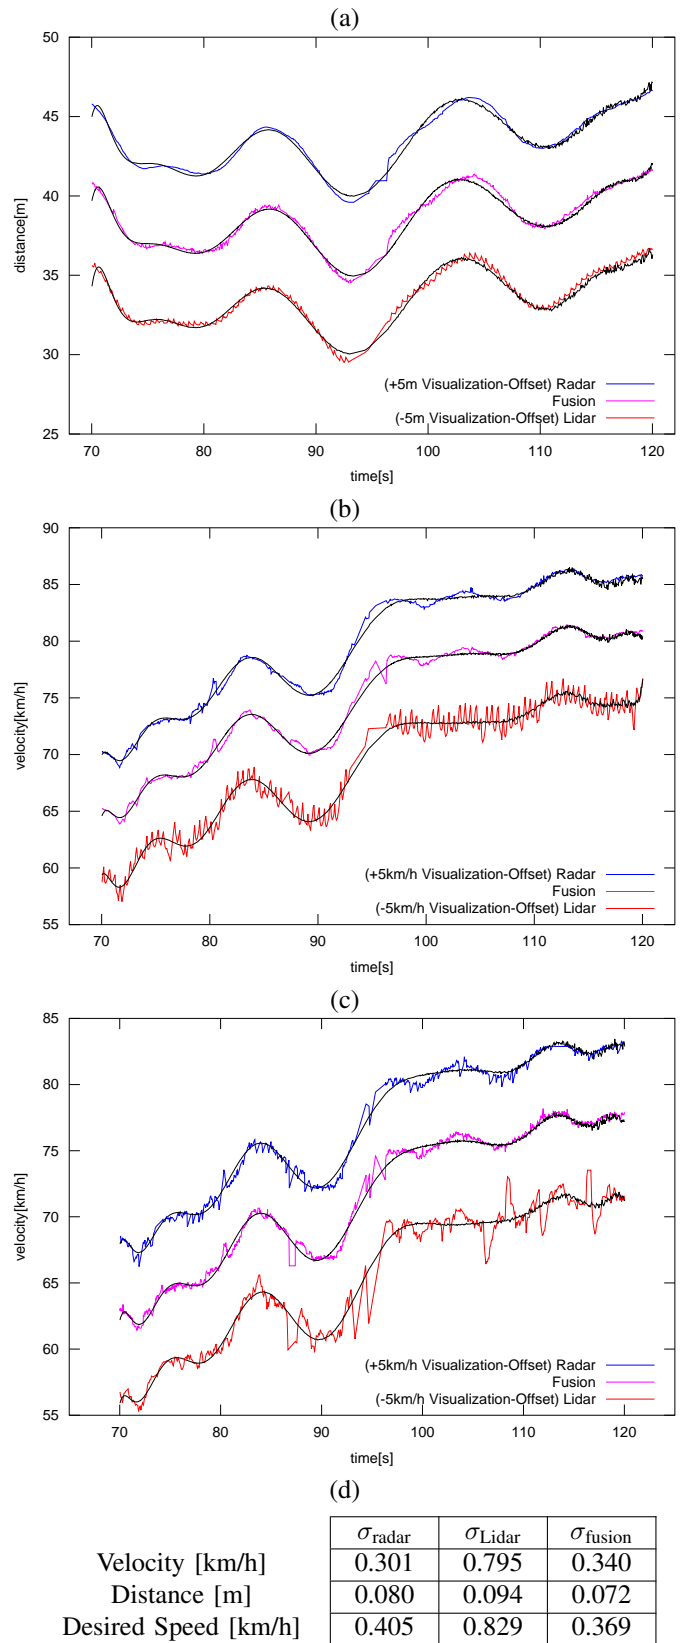 (a)
50
45
40
35
30
25
distance[m]
(+5m Visualization-Offset) Radar
Fusion
(-5m Visualization-Offset) Lidar
70 80 90 100 110 120
time[s]
(b)
90
85
80
75
70
65
60
55
velocity[km/h]
(+5km/h Visualization-Offset) Radar
Fusion
(-5km/h Visualization-Offset) Lidar
70 80 90 100 110 120
time[s]
(c)
85
80
75
70
65
60
55
velocity[km/h]
(+5km/h Visualization-Offset) Radar
Fusion
(-5km/h Visualization-Offset) Lidar
70 80 90 100 110 120
time[s]
(d)
σradar σLidar σfusion
Velocity [km/h] 0.301 0.795 0.340
Distance [m] 0.080 0.094 0.072
Desired Speed [km/h] 0.405 0.829 0.369